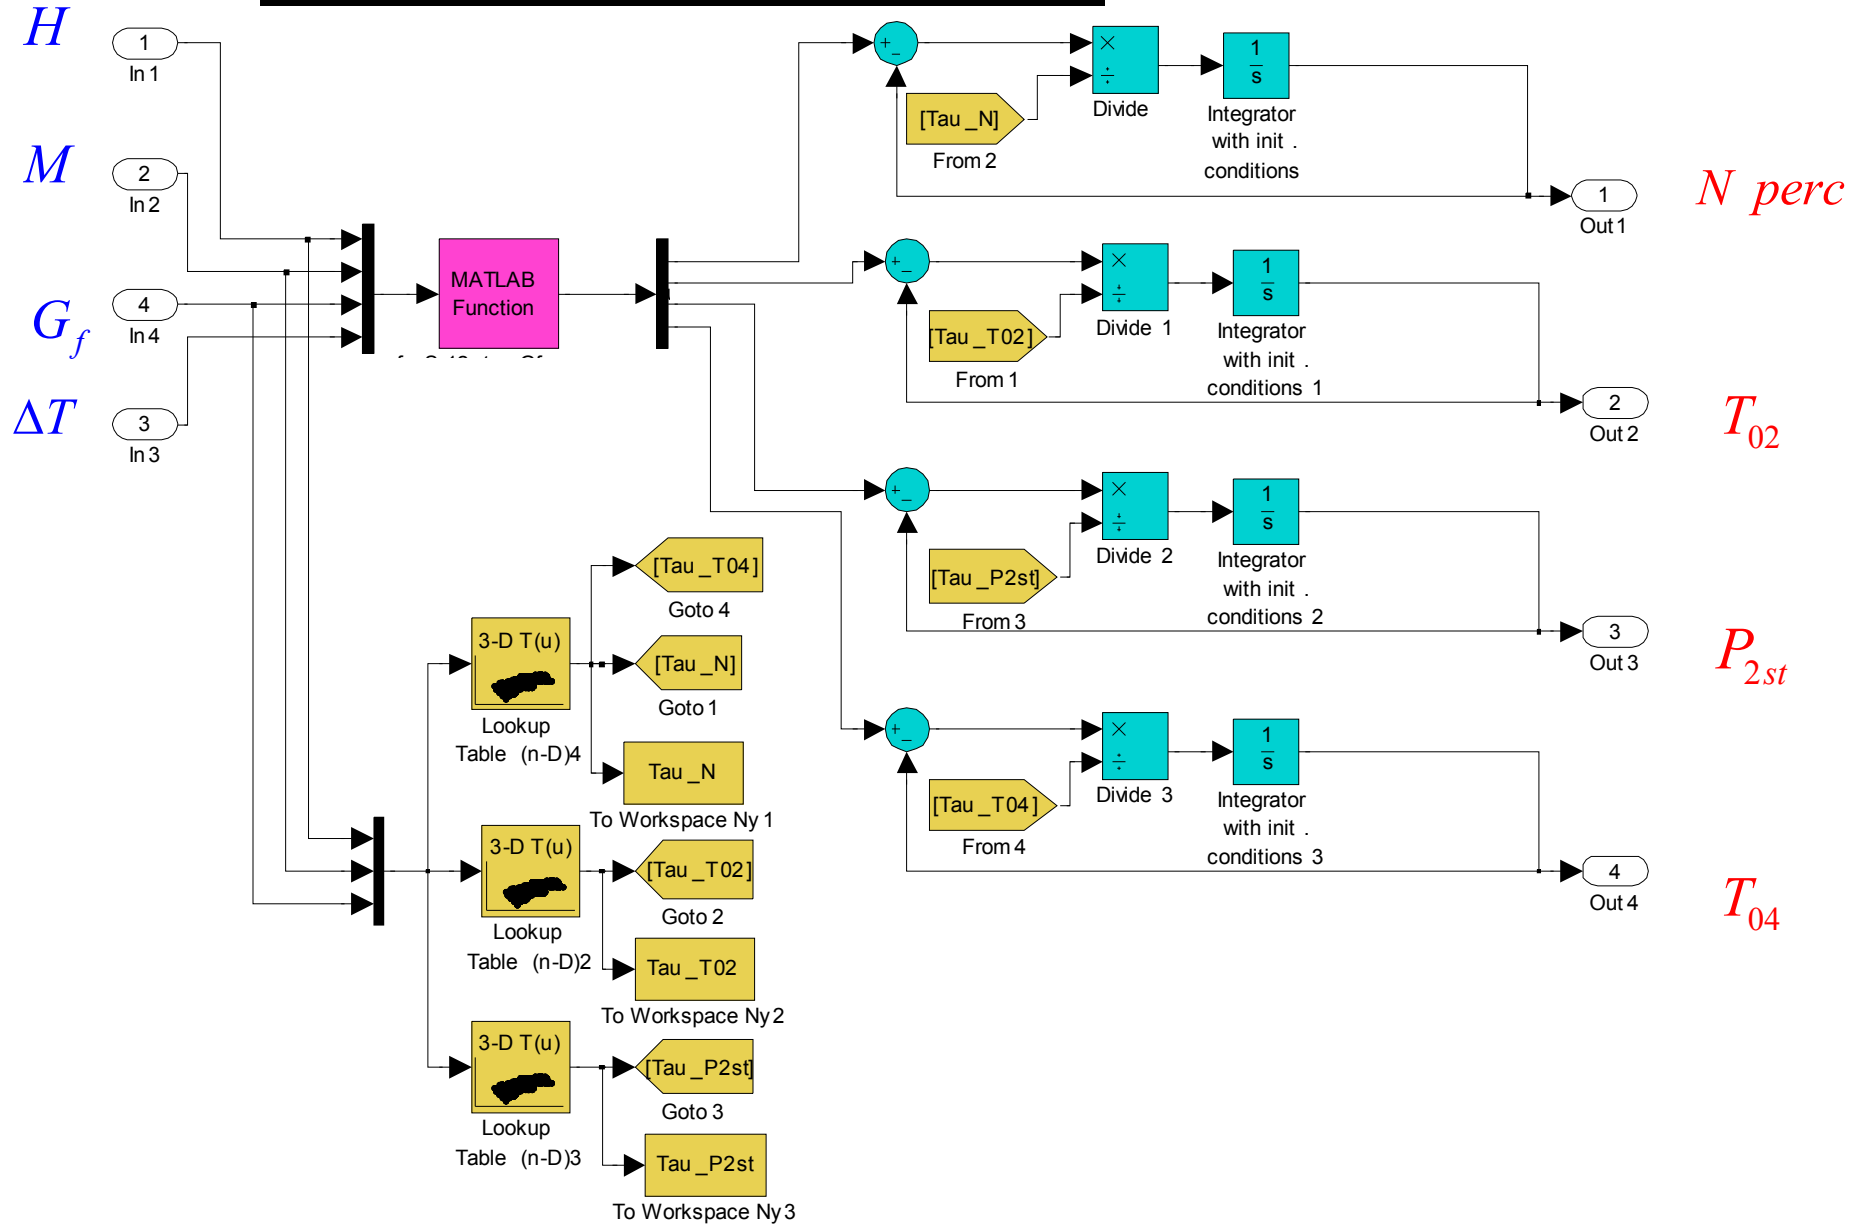 H
1
In 1
M
2
In 2
G_f
4
In 4
ΔT
3
In 3
MATLAB
Function
+
−
[Tau _N]
From 2
×
÷
Divide
1
s
Integrator
with init .
conditions
1
Out 1
N perc
+
−
[Tau _T02]
From 1
×
÷
Divide 1
1
s
Integrator
with init .
conditions 1
2
Out 2
T_02
+
−
[Tau _P2st]
From 3
×
÷
Divide 2
1
s
Integrator
with init .
conditions 2
3
Out 3
P_2st
+
−
[Tau _T04]
From 4
×
÷
Divide 3
1
s
Integrator
with init .
conditions 3
4
Out 4
T_04
3-D T(u)
Lookup
Table (n-D)4
[Tau _T04]
Goto 4
[Tau _N]
Goto 1
Tau _N
To Workspace Ny 1
3-D T(u)
Lookup
Table (n-D)2
[Tau _T02]
Goto 2
Tau _T02
To Workspace Ny 2
3-D T(u)
Lookup
Table (n-D)3
[Tau _P2st]
Goto 3
Tau _P2st
To Workspace Ny 3